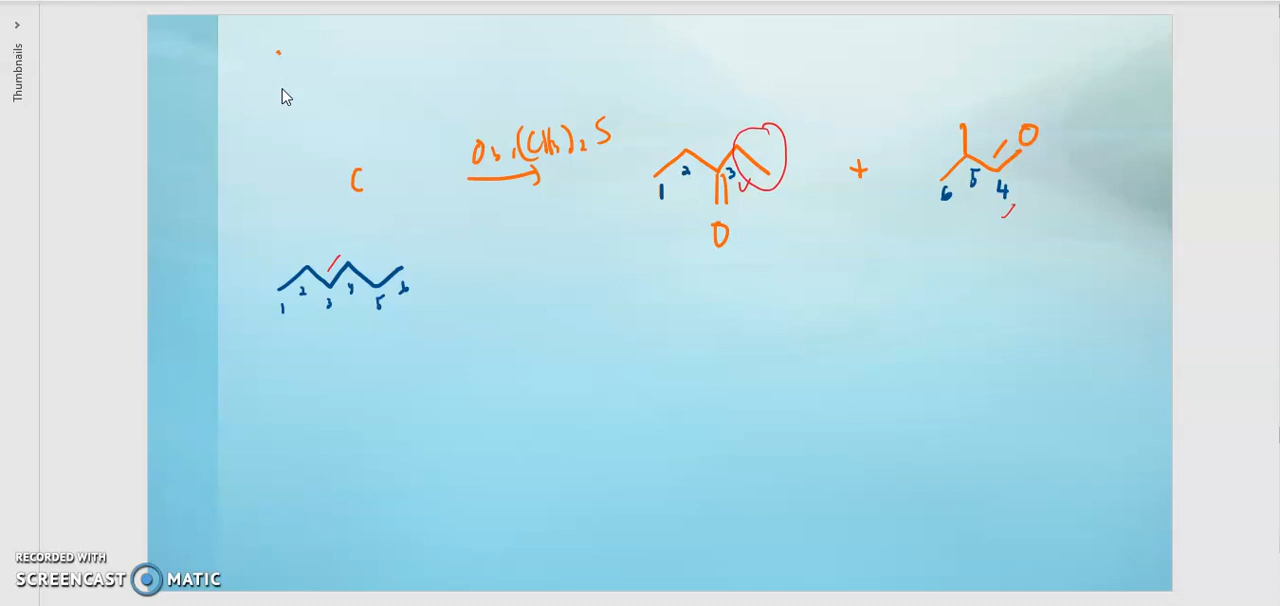 Thumbnails
C
O3, (CH3)2 S
1 2 3
O
+
O
6 5 4
1 2 3 4 5 6
RECORDED WITH
SCREENCAST MATIC